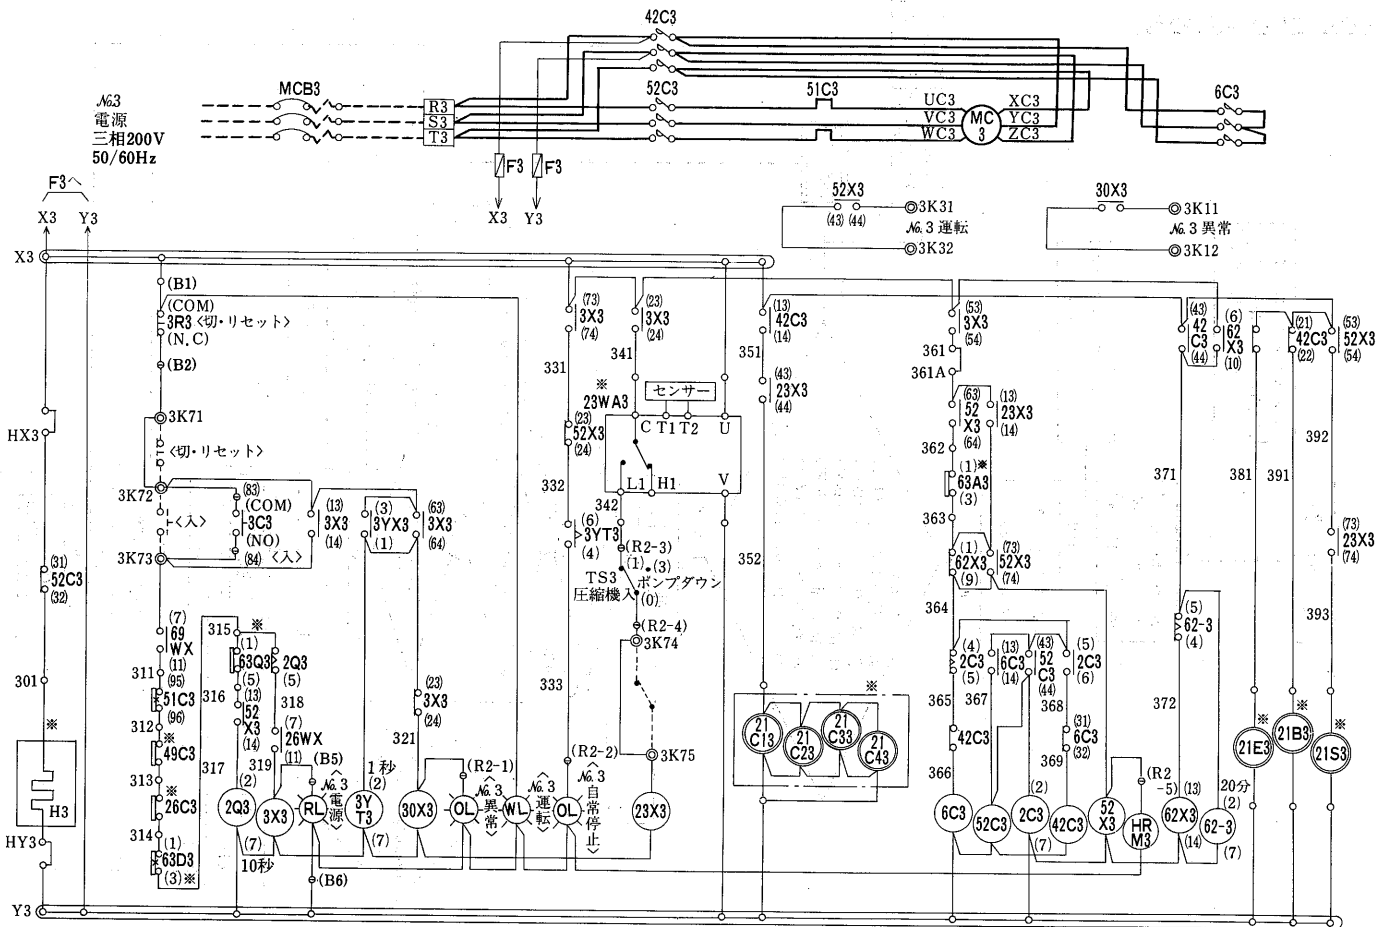 42C3
№3
電源
三相200V
50/60Hz
MCB3
R3
S3
T3
52C3
51C3
UC3
VC3
WC3
MC
3
XC3
YC3
ZC3
6C3
F3
F3
X3
Y3
F3へ
X3
Y3
52X3
(43) (44)
3K31
№3 運転
3K32
30X3
3K11
№3 異常
3K12
X3
HX3
(31)
52C3
(32)
301
※
H3
HY3
Y3
(B1)
(COM)
3R3〈切・リセット〉
(N.C)
(B2)
3K71
〈切・リセット〉
3K72
〈入〉
3K73
(83)
(COM)
3C3
(NO)
(84) 〈入〉
(13)
3X3
(14)
(3)
3YX3
(1)
(63)
3X3
(64)
(7)
69
WX
(11)
311
(95)
51C3
(96)
312
※
49C3
313
※
26C3
314
(1)
63D3
(3)※
315
※
(1)
63Q3
(5)
316
(13)
52
X3
(14)
317
(2)
2Q3
(7)
10秒
2Q3
(5)
318
(7)
26WX
(11)
319
3X3
(B5)
RL
〈№3電源〉
(B6)
1秒
(2)
3Y
T3
(7)
(23)
3X3
(24)
321
30X3
(R2-1)
OL
〈№3異常〉
WL
〈№3運転〉
(73)
3X3
(74)
331
(23)
52X3
(24)
332
(6)
3YT3
(4)
333
(R2-2)
OL
〈№3自常停止〉
(23)
3X3
(24)
341
※
23WA3
センサー
C T1 T2 U
L1 H1 V
342
(R2-3)
(1) (3)
TS3 ポンプダウン
圧縮機入 (0)
(R2-4)
3K74
3K75
23X3
(13)
42C3
(14)
351
(43)
23X3
(44)
352
※
21
C13
21
C23
21
C33
21
C43
(53)
3X3
(54)
361
361A
(63)
52
X3
(64)
(13)
23X3
(14)
362
(1)※
63A3
(3)
363
(1)
62X3
(9)
(73)
52X3
(74)
364
(4)
2C3
(5)
365
42C3
366
6C3
(13)
6C3
(14)
367
52C3
(43)
52
C3
(44)
(2)
2C3
(7)
(5)
2C3
(6)
368
(31)
6C3
(32)
369
42C3
52
X3
(R2
-5)
HR
M3
(43)
42
C3
(44)
(6)
62
X3
(10)
371
(5)
62-3
(4)
372
(13)
62X3
(14)
20分
(2)
62-3
(7)
381
※
21E3
(21)
42C3
(22)
391
※
21B3
(53)
52X3
(54)
392
(73)
23X3
(74)
393
※
21S3